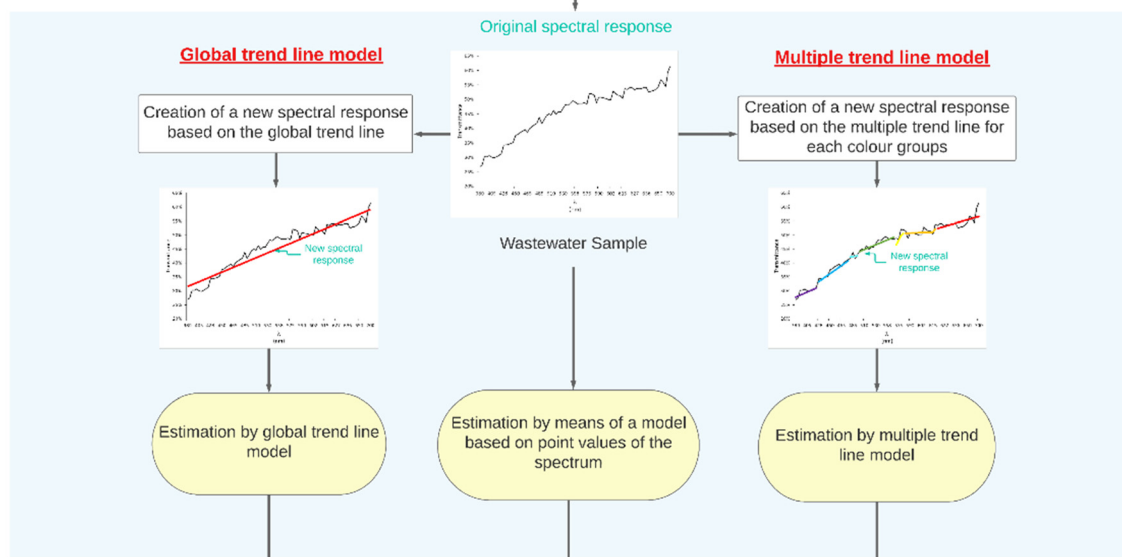 Original spectral response
Global trend line model
Multiple trend line model
Creation of a new spectral response
based on the global trend line
Creation of a new spectral response
based on the multiple trend line for
each colour groups
New spectral
response
Wastewater Sample
New spectral
response
Estimation by global trend line
model
Estimation by means of a model
based on point values of the
spectrum
Estimation by multiple trend
line model